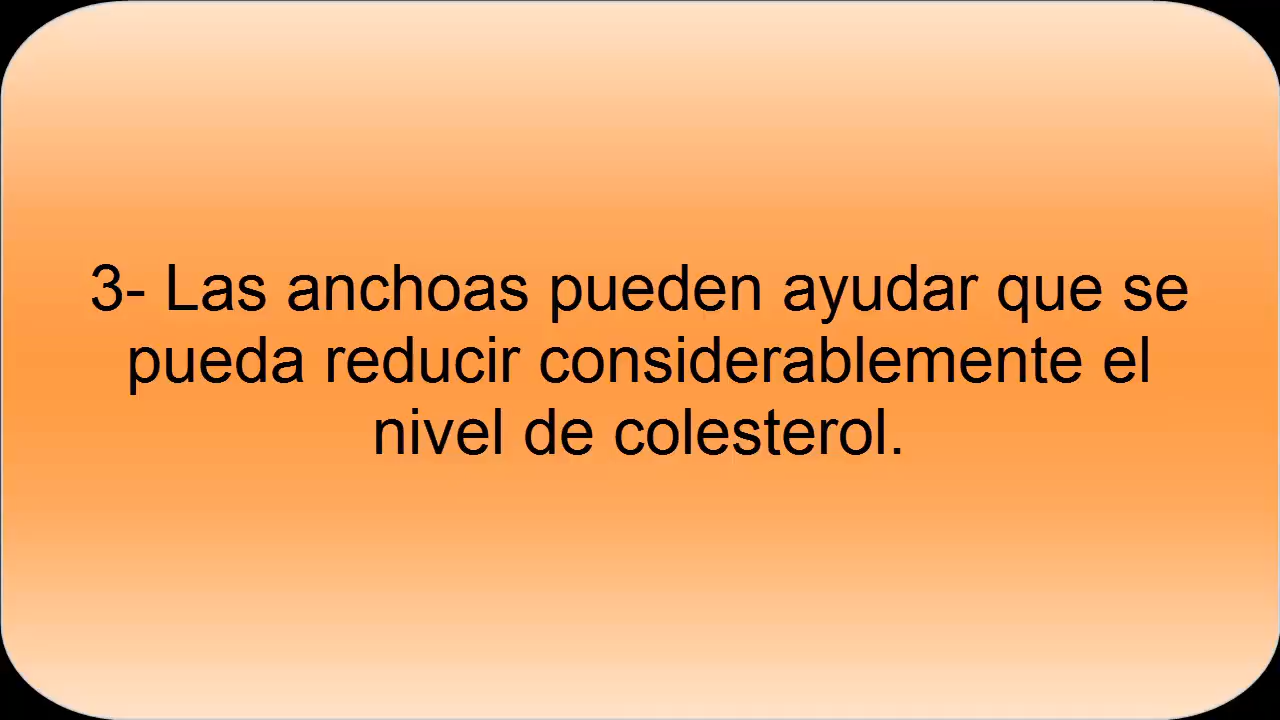 3- Las anchoas pueden ayudar que se
pueda reducir considerablemente el
nivel de colesterol.